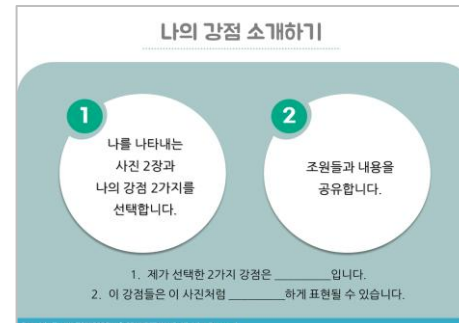 나의 강점 소개하기
1
나를 나타내는
사진 2장과
나의 강점 2가지를
선택합니다.
2
조원들과 내용을
공유합니다.
1. 제가 선택한 2가지 강점은 ________입니다.
2. 이 강점들은 이 사진처럼 ________하게 표현될 수 있습니다.